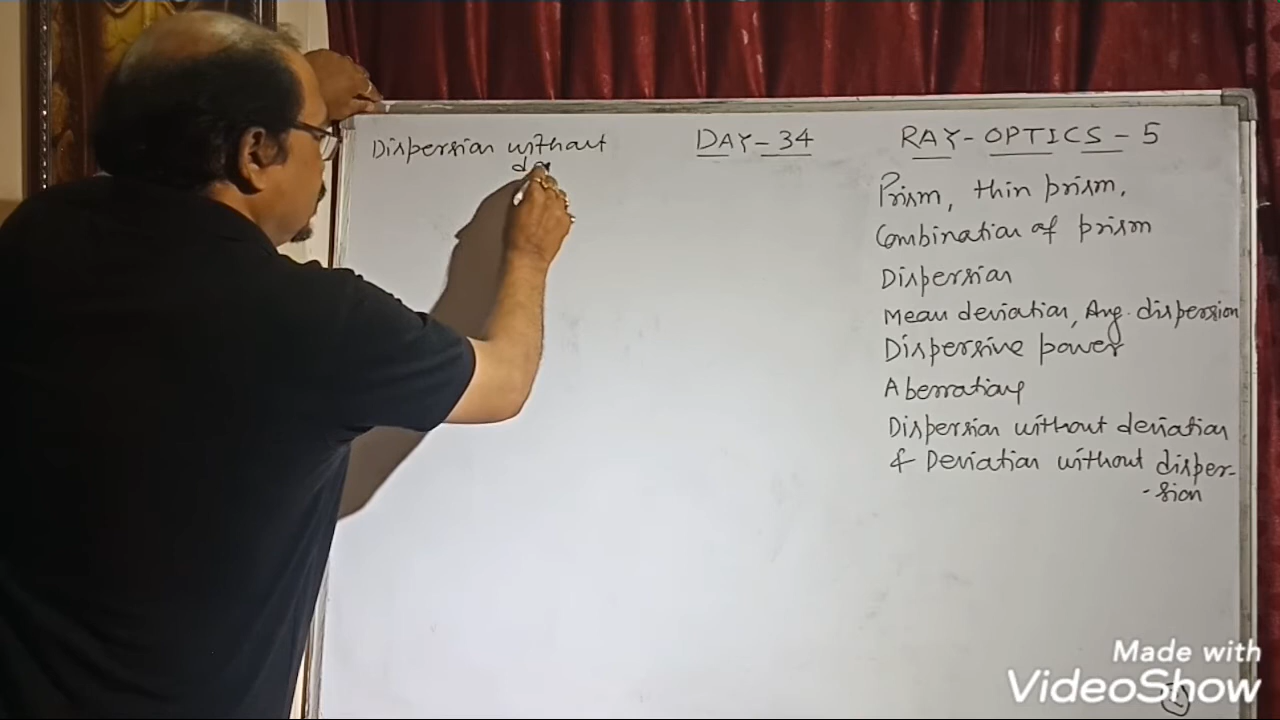 Dispersion without
de
DAY-34
RAY-OPTICS-5
Prism, thin prism,
Combination of prism
Dispersion
Mean deviation, Ang. dispersion
Dispersive power
Aberrations
Dispersion without deviation
& Deviation without disper-
-sion
Made with
VideoShow